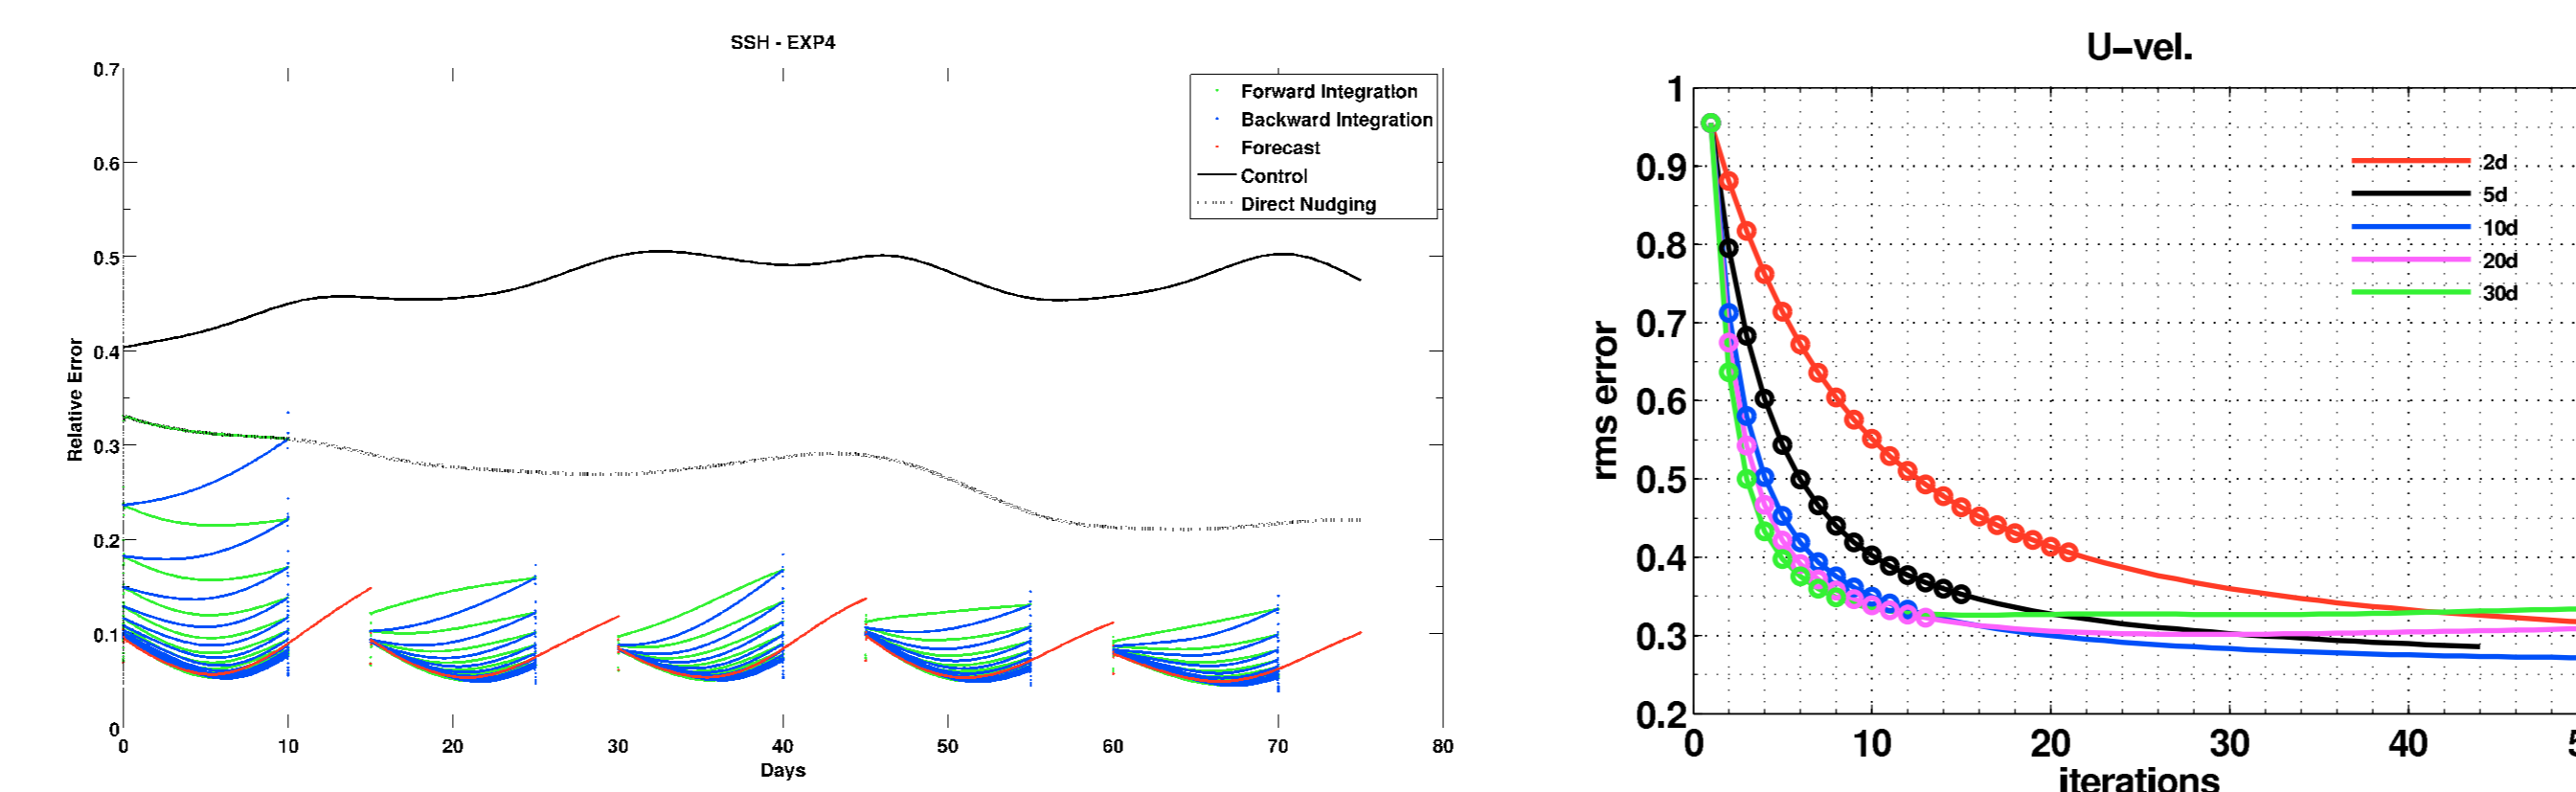 SSH - EXP4
0.7
0.6
0.5
0.4
0.3
0.2
0.1
0
Relative Error
0 10 20 30 40 50 60 70 80
Days
Forward Integration
Backward Integration
Forecast
Control
Direct Nudging
U-vel.
1
0.9
0.8
0.7
0.6
0.5
0.4
0.3
0.2
rms error
0 10 20 30 40
iterations
2d
5d
10d
20d
30d